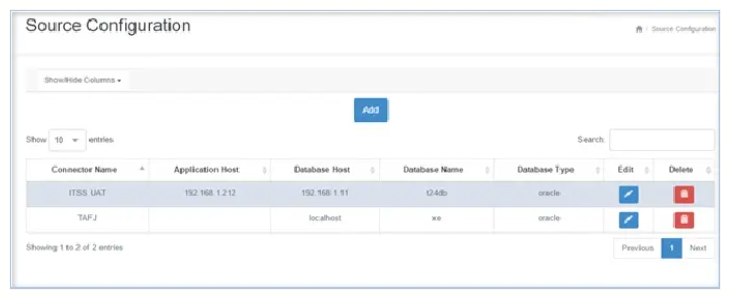 Source Configuration
Source Configuration
Show/Hide Columns
Add
Show 10 entries
Search:
Connector Name Application Host Database Host Database Name Database Type Edit Delete
ITSS UAT 192.168.1.212 192.168.1.11 t24db oracle
TAFJ localhost xe oracle
Showing 1 to 2 of 2 entries
Previous 1 Next